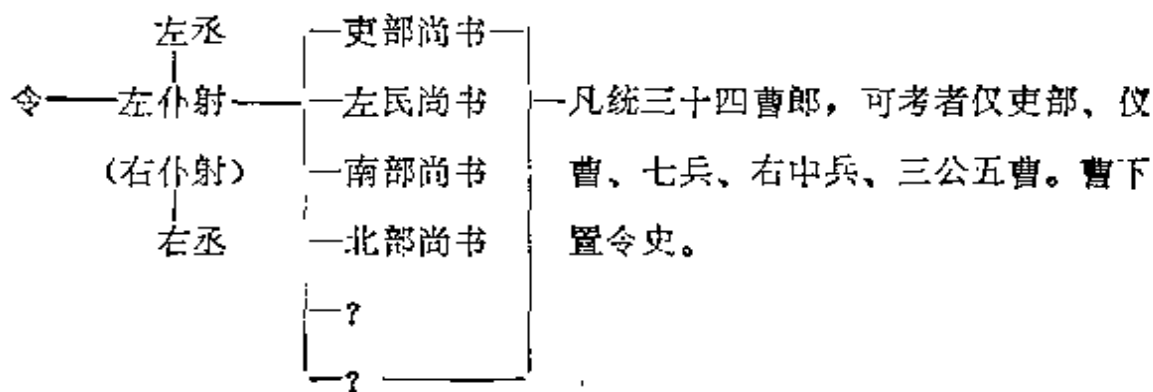 左丞 吏部尚书
令 左仆射 左民尚书 凡统三十四曹郎，可考者仅吏部、仪
(右仆射) 南部尚书 曹、七兵、右中兵、三公五曹。曹下
右丞 北部尚书 置令史。
?
?